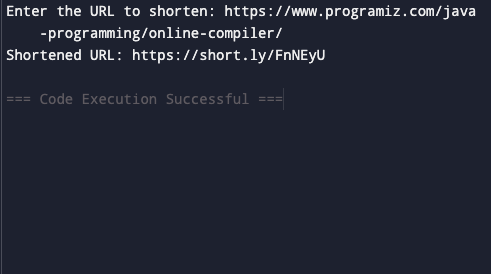 Enter the URL to shorten: https://www.programiz.com/java
-programming/online-compiler/
Shortened URL: https://short.ly/FnNEyU
=== Code Execution Successful ===